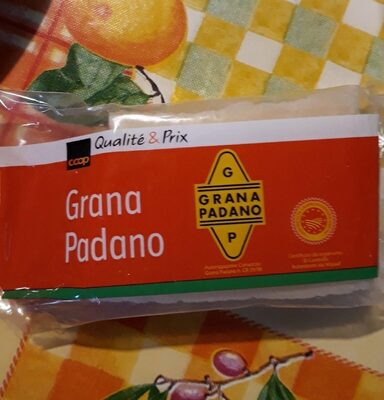 coop
Qualité & Prix
Grana
Padano
G
GRANA
PADANO
P